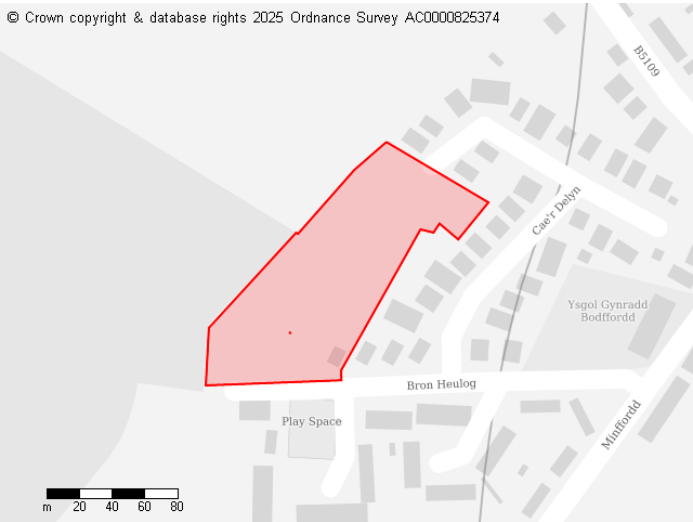 © Crown copyright & database rights 2025 Ordnance Survey AC0000825374
B5109
Cae'r Delyn
Ysgol Gynradd
Bodffordd
Bron Heulog
Play Space
Minffordd
m 20 40 60 80